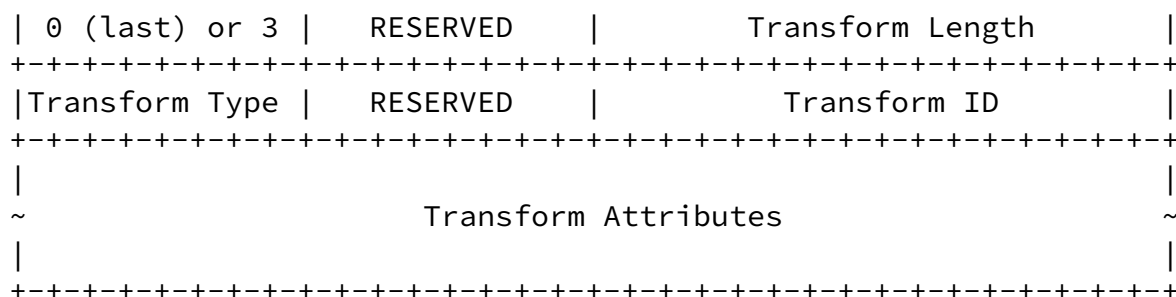 | 0 (last) or 3 |   RESERVED    |        Transform Length       |
+-+-+-+-+-+-+-+-+-+-+-+-+-+-+-+-+-+-+-+-+-+-+-+-+-+-+-+-+-+-+-+-+
|Transform Type |   RESERVED    |          Transform ID         |
+-+-+-+-+-+-+-+-+-+-+-+-+-+-+-+-+-+-+-+-+-+-+-+-+-+-+-+-+-+-+-+-+
|                                                               |
~                      Transform Attributes                     ~
|                                                               |
+-+-+-+-+-+-+-+-+-+-+-+-+-+-+-+-+-+-+-+-+-+-+-+-+-+-+-+-+-+-+-+-+